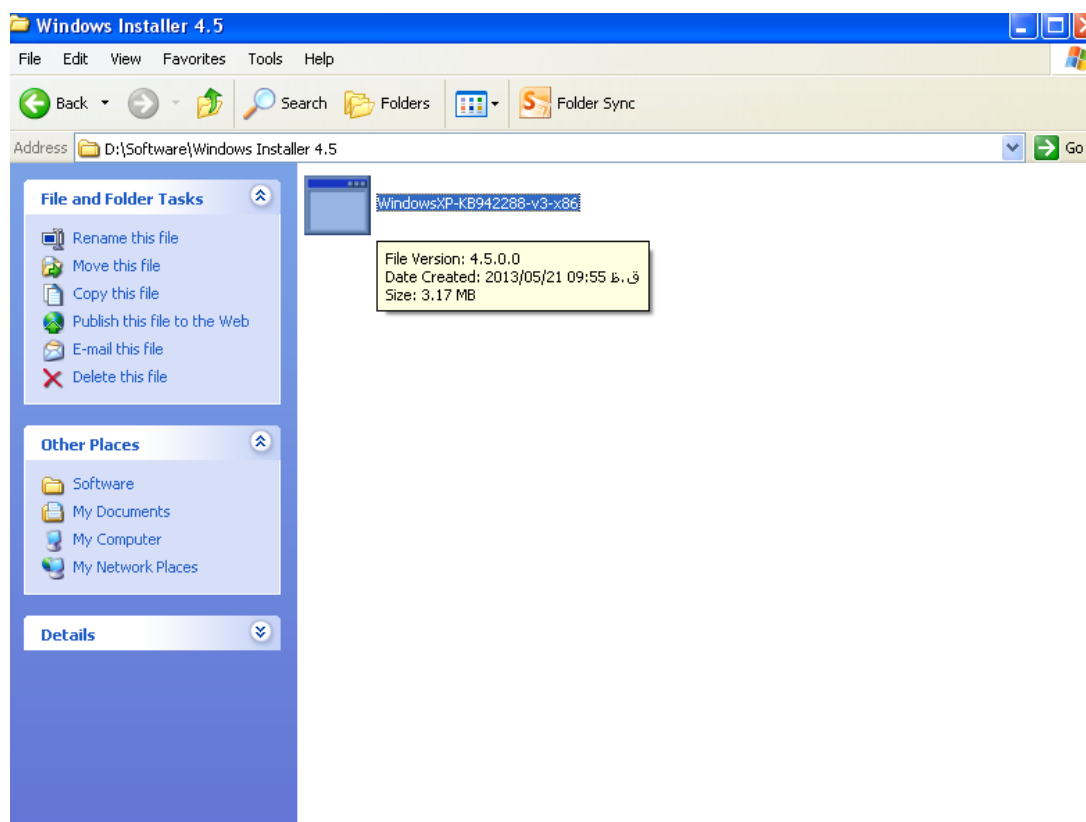 Windows Installer 4.5
File Edit View Favorites Tools Help
Back Search Folders Folder Sync
Address D:\Software\Windows Installer 4.5 Go
File and Folder Tasks
Rename this file
Move this file
Copy this file
Publish this file to the Web
E-mail this file
Delete this file
Other Places
Software
My Documents
My Computer
My Network Places
Details
WindowsXP-KB942288-v3-x86
File Version: 4.5.0.0
Date Created: 2013/05/21 09:55 ق.ظ
Size: 3.17 MB